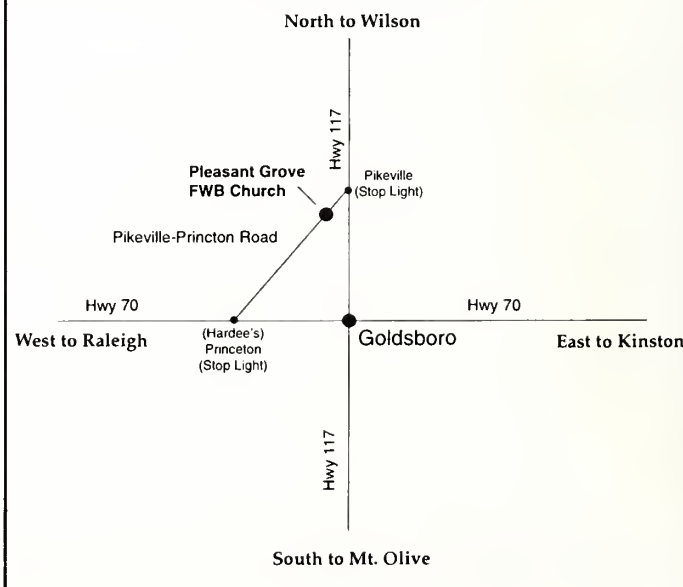 North to Wilson
Hwy 117
Pleasant Grove
FWB Church
Pikeville
(Stop Light)
Pikeville-Princton Road
Hwy 70
Hwy 70
West to Raleigh
(Hardee's)
Princeton
(Stop Light)
Goldsboro
East to Kinston
Hwy 117
South to Mt. Olive